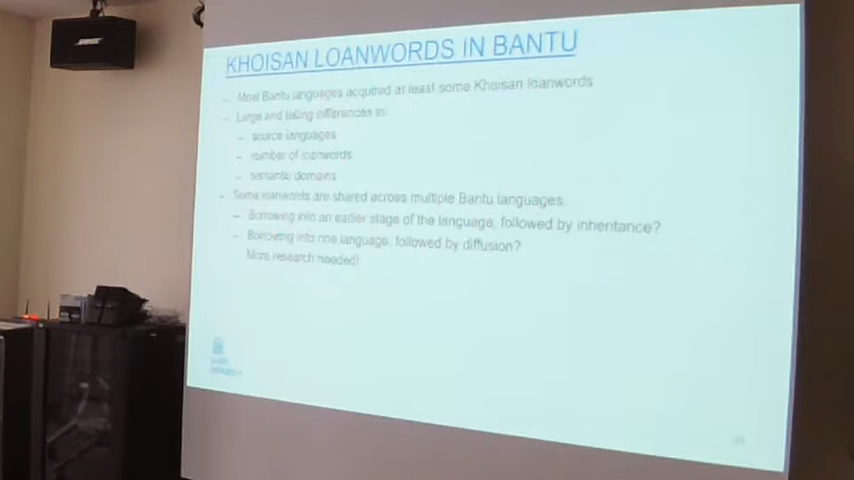 KHOISAN LOANWORDS IN BANTU
– Most Bantu languages acquired at least some Khoisan loanwords
– Large and telling differences in:
– source languages
– number of loanwords
– semantic domains
- Some loanwords are shared across multiple Bantu languages
– Borrowing into an earlier stage of the language, followed by inheritance?
– Borrowing into one language, followed by diffusion?
More research needed!
UNIVERSITY